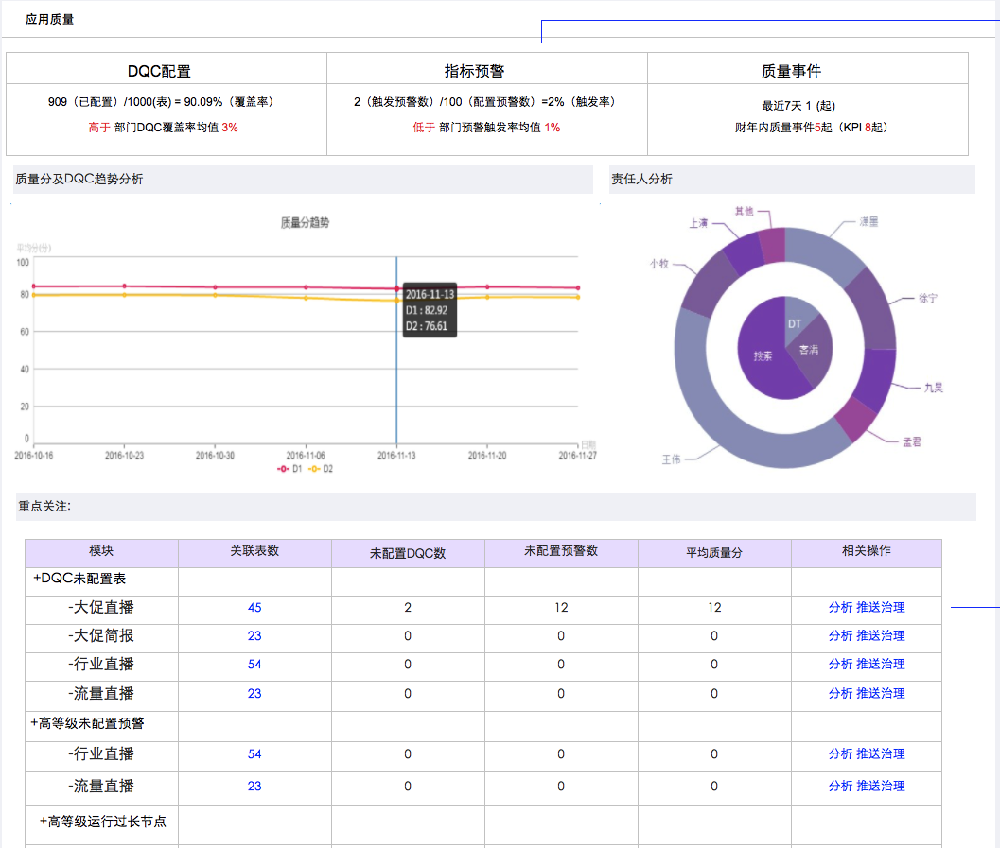 应用质量
DQC配置
指标预警
质量事件
909（已配置）/1000(表) = 90.09%（覆盖率）
高于 部门DQC覆盖率均值 3%
2（触发预警数）/100（配置预警数）=2%（触发率）
低于 部门预警触发率均值 1%
最近7天 1 (起)
财年内质量事件5起（KPI 8起）
质量分及DQC趋势分析
责任人分析
质量分趋势
平均分(分)
100
80
60
40
20
0
2016-11-13
D1 : 82.92
D2 : 76.61
日期
2016-10-16
2016-10-23
2016-10-30
2016-11-06
2016-11-13
2016-11-20
2016-11-27
D1
D2
其他
上演
潇墨
小牧
徐宁
DT
客满
搜索
九昊
孟君
王伟
重点关注:
模块 关联表数 未配置DQC数 未配置预警数 平均质量分 相关操作
+DQC未配置表
-大促直播 45 2 12 12 分析 推送治理
-大促简报 23 0 0 0 分析 推送治理
-行业直播 54 0 0 0 分析 推送治理
-流量直播 23 0 0 0 分析 推送治理
+高等级未配置预警
-行业直播 54 0 0 0 分析 推送治理
-流量直播 23 0 0 0 分析 推送治理
+高等级运行过长节点